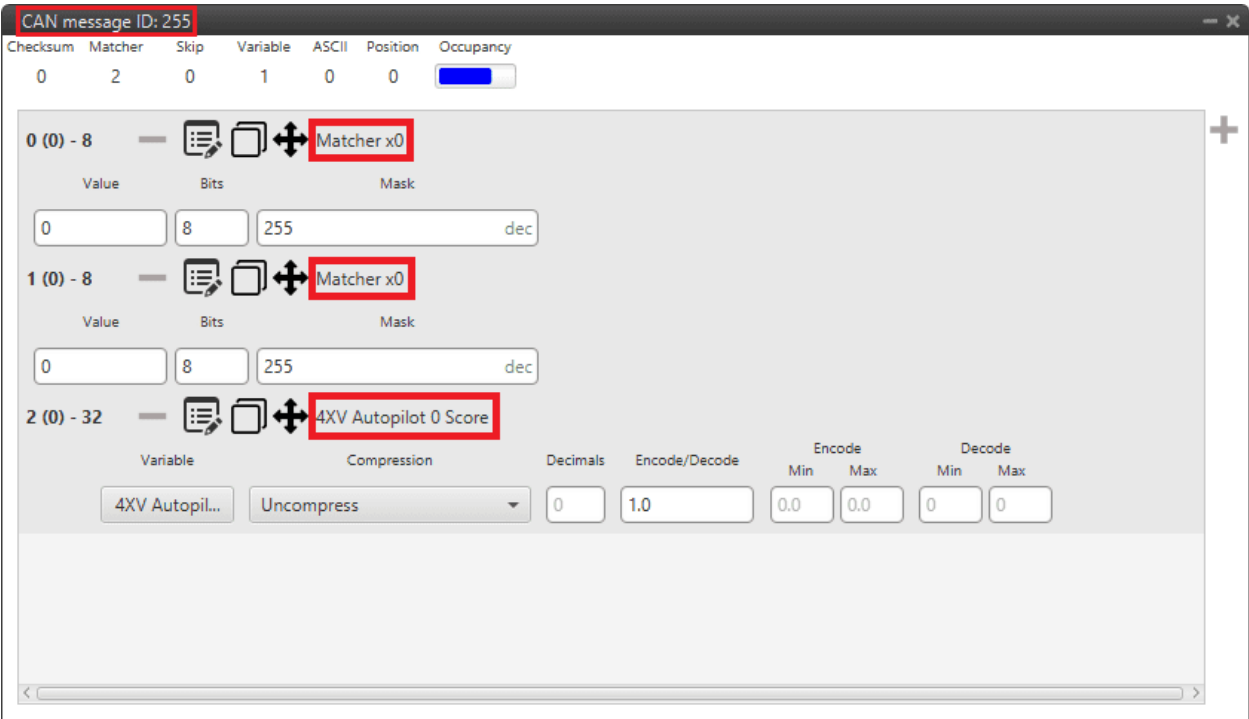 CAN message ID: 255
Checksum Matcher Skip Variable ASCII Position Occupancy
0 2 0 1 0 0
0 (0) - 8 Matcher x0
Value Bits Mask
0 8 255 dec
1 (0) - 8 Matcher x0
Value Bits Mask
0 8 255 dec
2 (0) - 32 4XV Autopilot 0 Score
Variable Compression Decimals Encode/Decode Encode Decode
Min Max Min Max
4XV Autopil... Uncompress 0 1.0 0.0 0.0 0 0